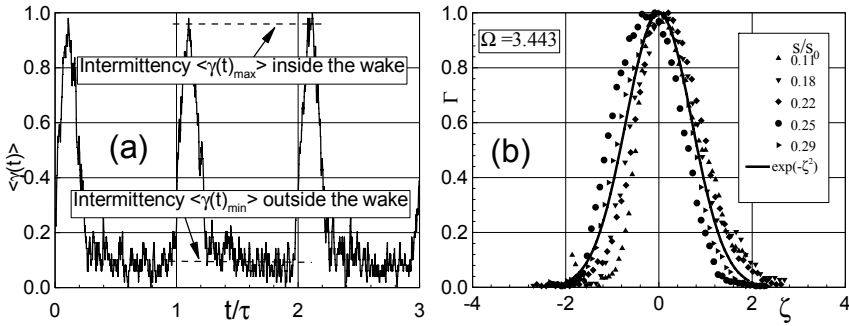 1.0
0.8
0.6
0.4
0.2
0.0
<γ(t)>
Intermittency <γ(t)max> inside the wake
(a)
Intermittency <γ(t)min> outside the wake
0 1 2 3
t/τ
1.0
0.8
0.6
0.4
0.2
0.0
Γ
Ω =3.443
(b)
s/s0
0.11
0.18
0.22
0.25
0.29
exp(-ζ²)
-4 -2 0 2 4
ζ